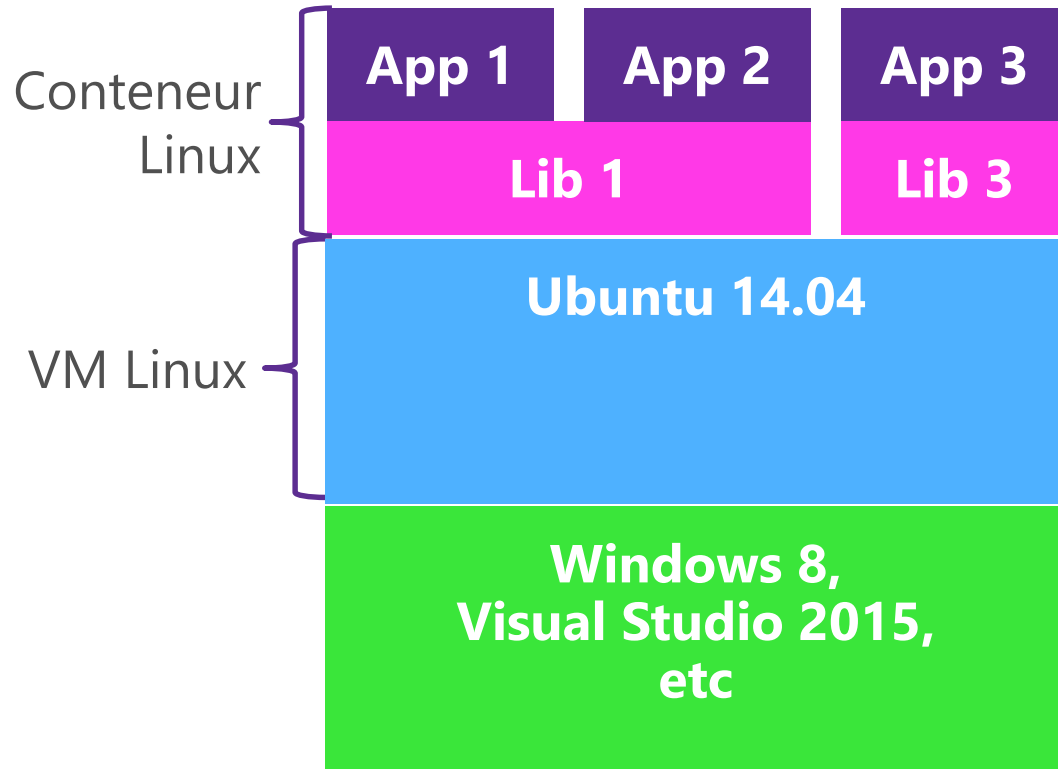 Conteneur
Linux
App 1
App 2
App 3
Lib 1
Lib 3
VM Linux
Ubuntu 14.04
Windows 8,
Visual Studio 2015,
etc